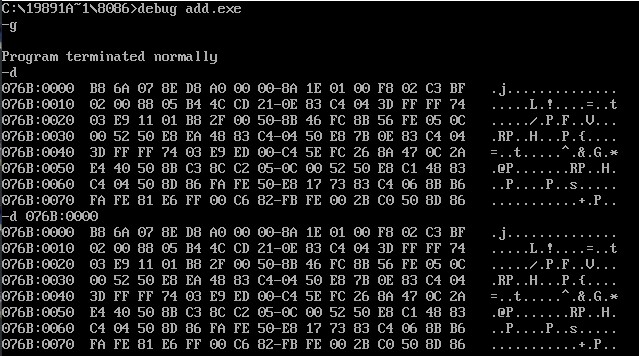 C:\19891A~1\8086>debug add.exe
-g
Program terminated normally
-d
076B:0000 B8 6A 07 8E D8 A0 00 00-8A 1E 01 00 F8 02 C3 BF .j..............
076B:0010 02 00 88 05 B4 4C CD 21-0E 83 C4 04 3D FF FF 74 .....L.!....=..t
076B:0020 03 E9 11 01 B8 2F 00 50-8B 46 FC 8B 56 FE 05 0C ...../.P.F..V...
076B:0030 00 52 50 E8 EA 48 83 C4-04 50 E8 7B 0E 83 C4 04 .RP..H...P.{....
076B:0040 3D FF FF 74 03 E9 ED 00-C4 5E FC 26 8A 47 0C 2A =..t.....^.&.G.*
076B:0050 E4 40 50 8B C3 8C C2 05-0C 00 52 50 E8 C1 48 83 .@P.......RP..H.
076B:0060 C4 04 50 8D 86 FA FE 50-E8 17 73 83 C4 06 8B B6 ..P....P..s.....
076B:0070 FA FE 81 E6 FF 00 C6 82-FB FE 00 2B C0 50 8D 86 ...........+.P..
-d 076B:0000
076B:0000 B8 6A 07 8E D8 A0 00 00-8A 1E 01 00 F8 02 C3 BF .j..............
076B:0010 02 00 88 05 B4 4C CD 21-0E 83 C4 04 3D FF FF 74 .....L.!....=..t
076B:0020 03 E9 11 01 B8 2F 00 50-8B 46 FC 8B 56 FE 05 0C ...../.P.F..V...
076B:0030 00 52 50 E8 EA 48 83 C4-04 50 E8 7B 0E 83 C4 04 .RP..H...P.{....
076B:0040 3D FF FF 74 03 E9 ED 00-C4 5E FC 26 8A 47 0C 2A =..t.....^.&.G.*
076B:0050 E4 40 50 8B C3 8C C2 05-0C 00 52 50 E8 C1 48 83 .@P.......RP..H.
076B:0060 C4 04 50 8D 86 FA FE 50-E8 17 73 83 C4 06 8B B6 ..P....P..s.....
076B:0070 FA FE 81 E6 FF 00 C6 82-FB FE 00 2B C0 50 8D 86 ...........+.P..